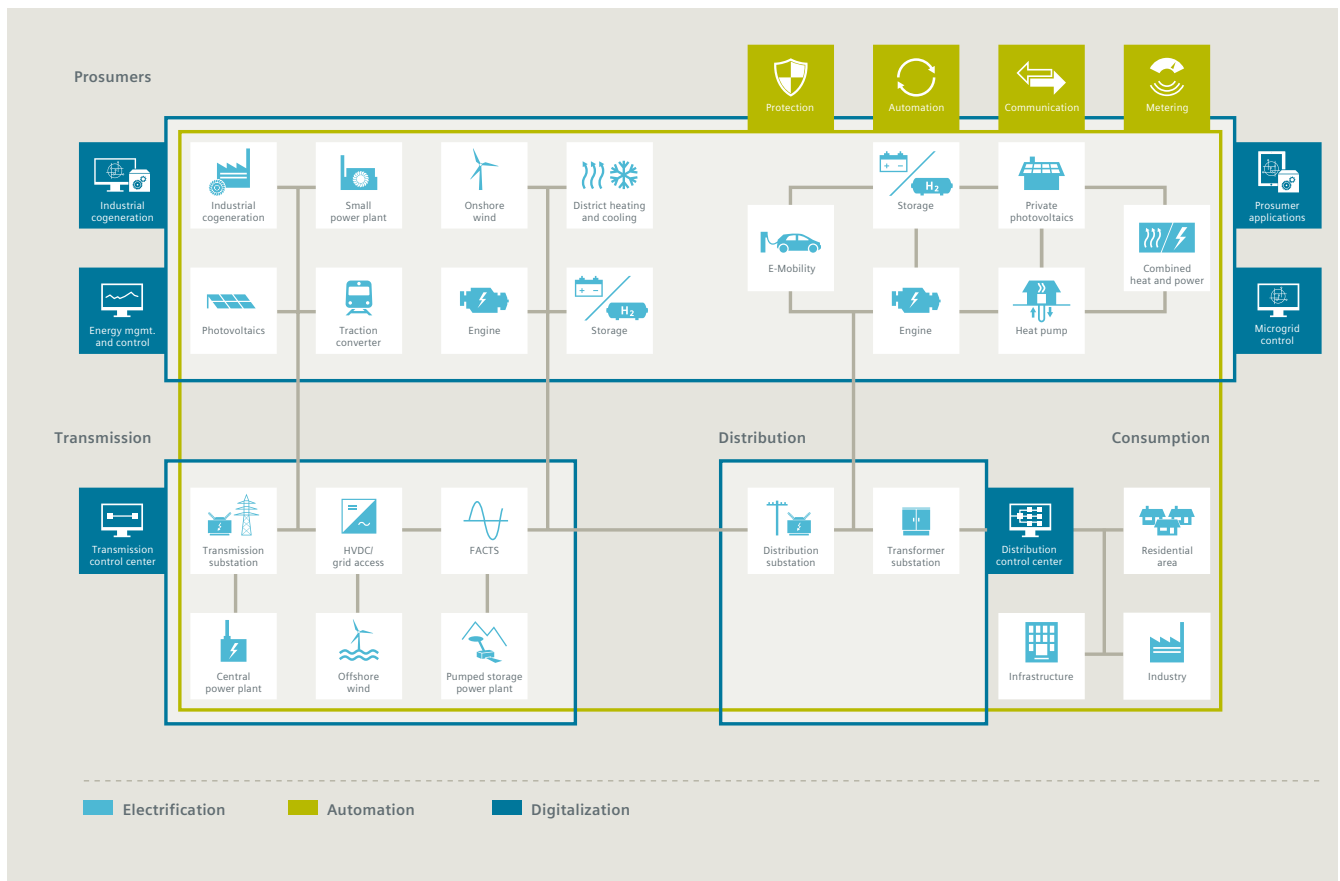 Prosumers
Protection
Automation
Communication
Metering
Industrial
cogeneration
Industrial
cogeneration
Small
power plant
Onshore
wind
District heating
and cooling
Storage
H2
Private
photovoltaics
Prosumer
applications
E-Mobility
Combined
heat and power
Energy mgmt.
and control
Photovoltaics
Traction
converter
Engine
Storage
H2
Engine
Heat pump
Microgrid
control
Transmission
Distribution
Consumption
Transmission
control center
Transmission
substation
HVDC/
grid access
FACTS
Distribution
substation
Transformer
substation
Distribution
control center
Residential
area
Central
power plant
Offshore
wind
Pumped storage
power plant
Infrastructure
Industry
Electrification
Automation
Digitalization